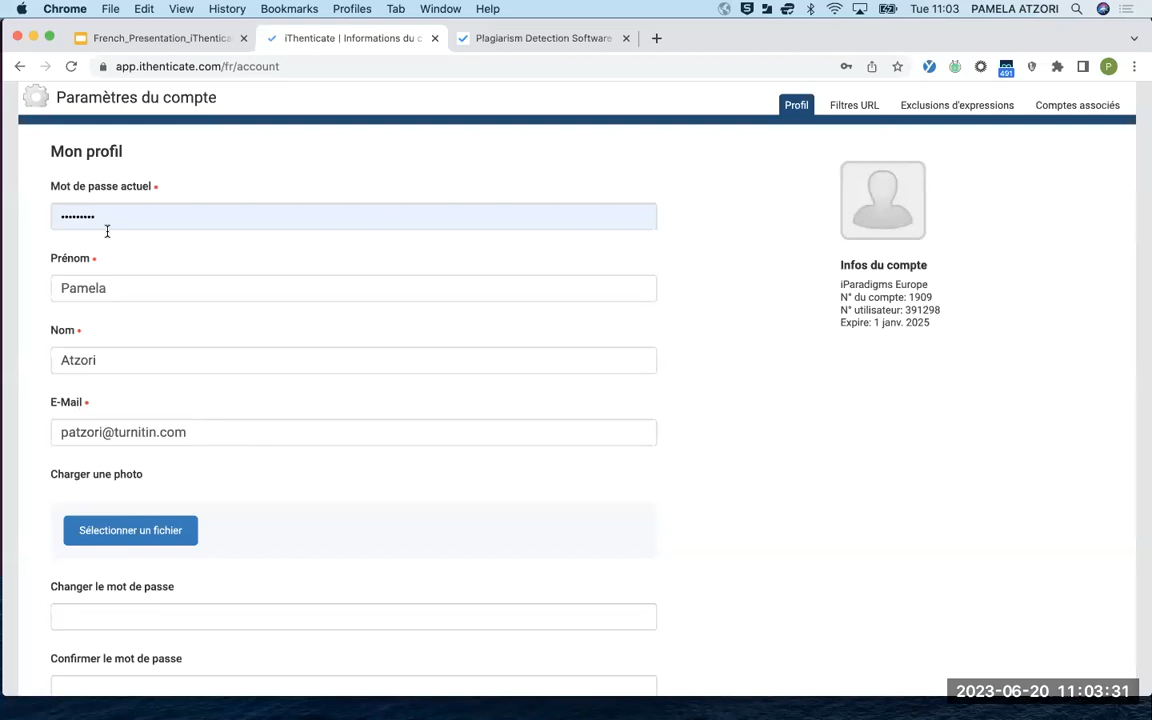 Chrome File Edit View History Bookmarks Profiles Tab Window Help Tue 11:03 PAMELA ATZORI
French_Presentation_iThentica iThenticate | Informations du c Plagiarism Detection Software
app.ithenticate.com/fr/account
491
P
Paramètres du compte
Profil Filtres URL Exclusions d'expressions Comptes associés
Mon profil
Mot de passe actuel •
•••••••••
Prénom •
Pamela
Nom •
Atzori
E-Mail •
patzori@turnitin.com
Charger une photo
Sélectionner un fichier
Changer le mot de passe
Confirmer le mot de passe
Infos du compte
iParadigms Europe
N° du compte: 1909
N° utilisateur: 391298
Expire: 1 janv. 2025
2023-06-20 11:03:31